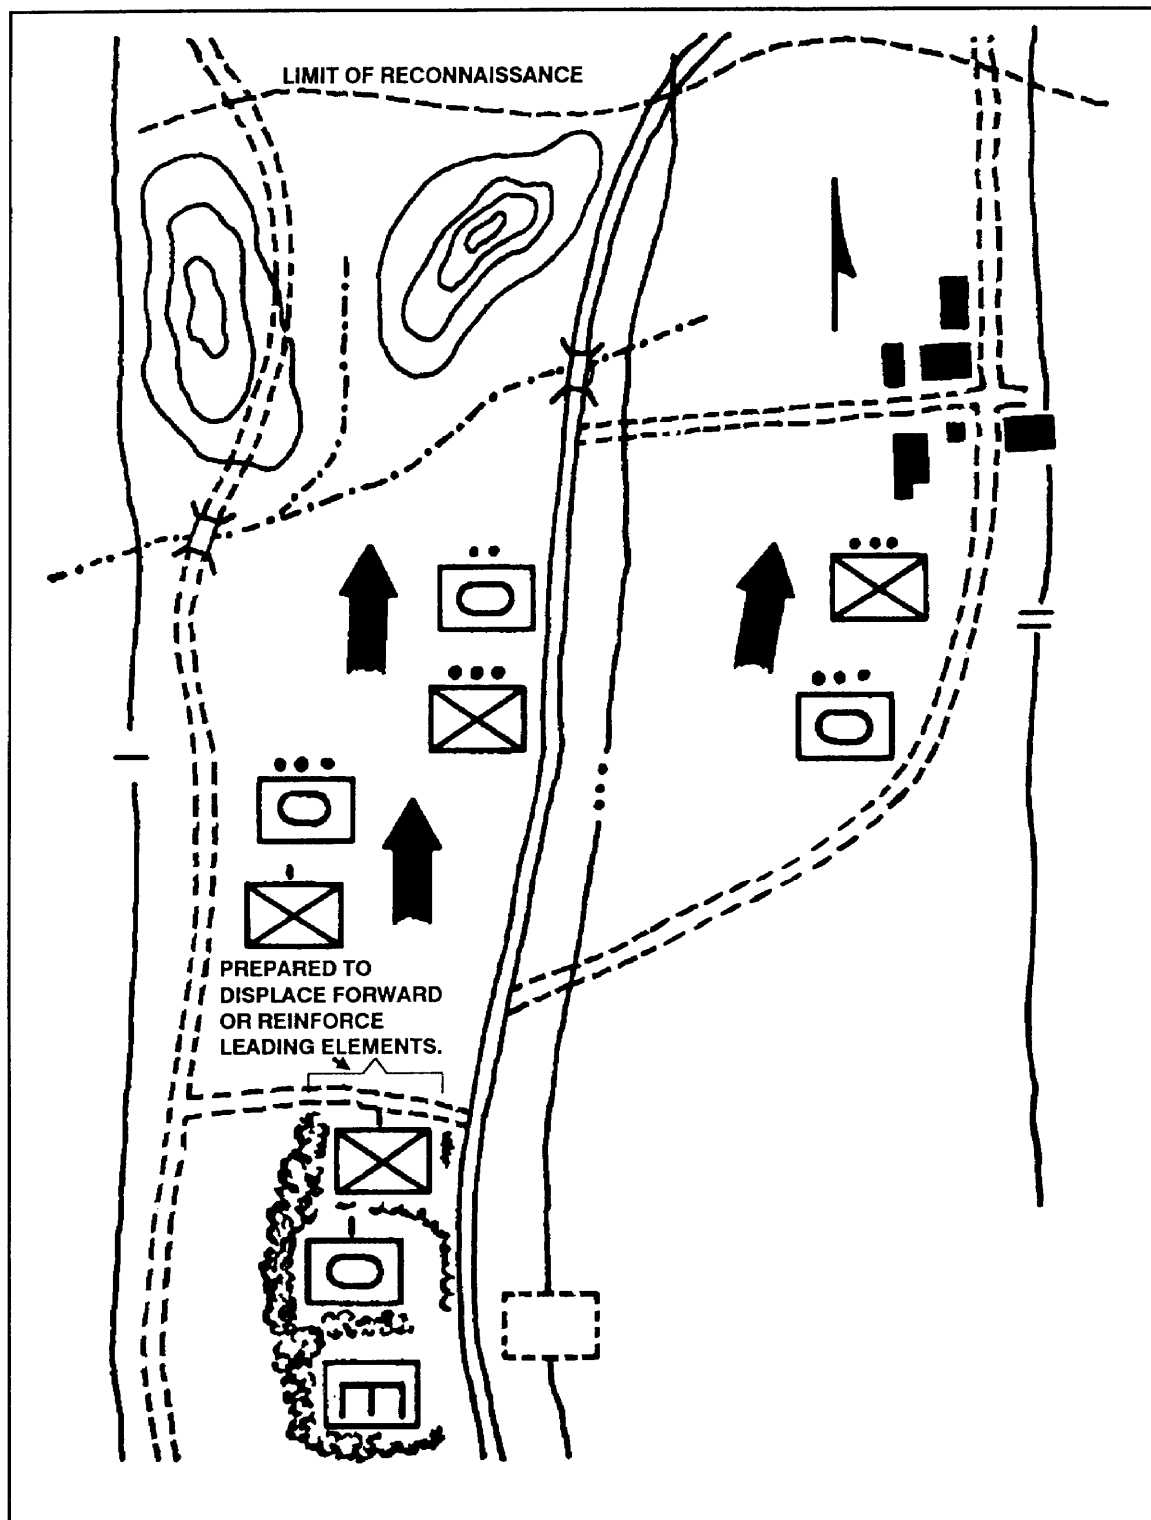 LIMIT OF RECONNAISSANCE
PREPARED TO
DISPLACE FORWARD
OR REINFORCE
LEADING ELEMENTS.